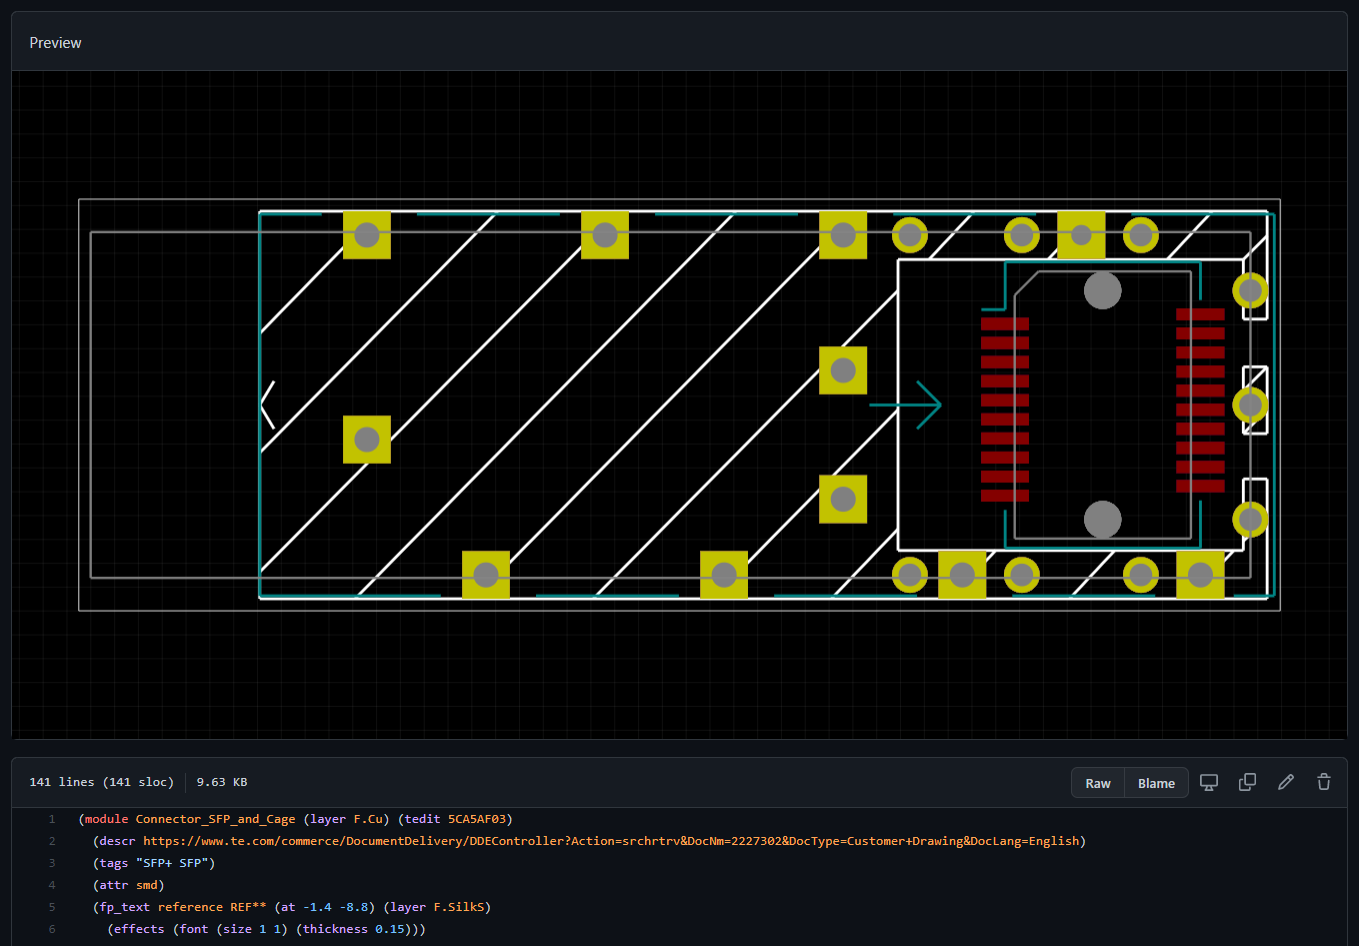 Preview
141 lines (141 sloc) 9.63 KB
Raw Blame
1 (module Connector_SFP_and_Cage (layer F.Cu) (tedit 5CA5AF03)
2 (descr https://www.te.com/commerce/DocumentDelivery/DDEController?Action=srchrtrv&DocNm=2227302&DocType=Customer+Drawing&DocLang=English)
3 (tags "SFP+ SFP")
4 (attr smd)
5 (fp_text reference REF** (at -1.4 -8.8) (layer F.SilkS)
6 (effects (font (size 1 1) (thickness 0.15)))